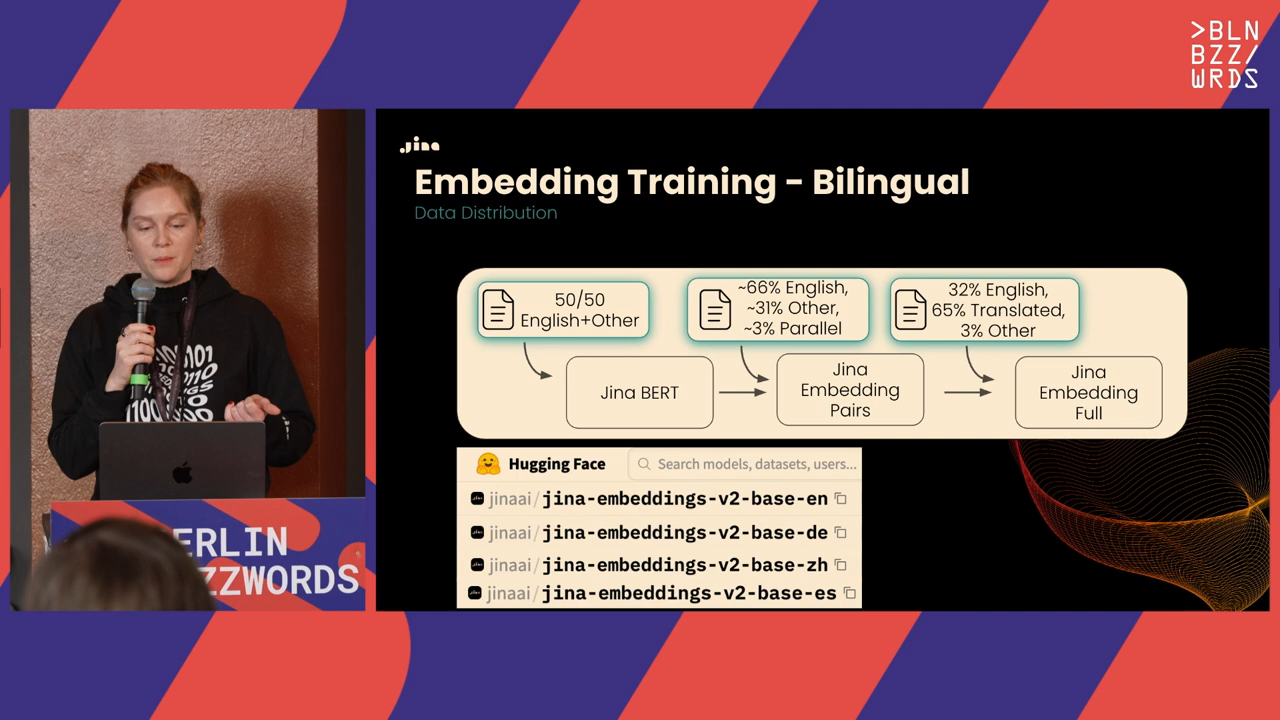 >BLN
BZZ/
WRDS
Jina
Embedding Training - Bilingual
Data Distribution
50/50
English+Other
~66% English,
~31% Other,
~3% Parallel
32% English,
65% Translated,
3% Other
Jina BERT
Jina
Embedding
Pairs
Jina
Embedding
Full
Hugging Face
Search models, datasets, users...
jinaai/jina-embeddings-v2-base-en
jinaai/jina-embeddings-v2-base-de
jinaai/jina-embeddings-v2-base-zh
jinaai/jina-embeddings-v2-base-es
ERLIN
ZZWORDS